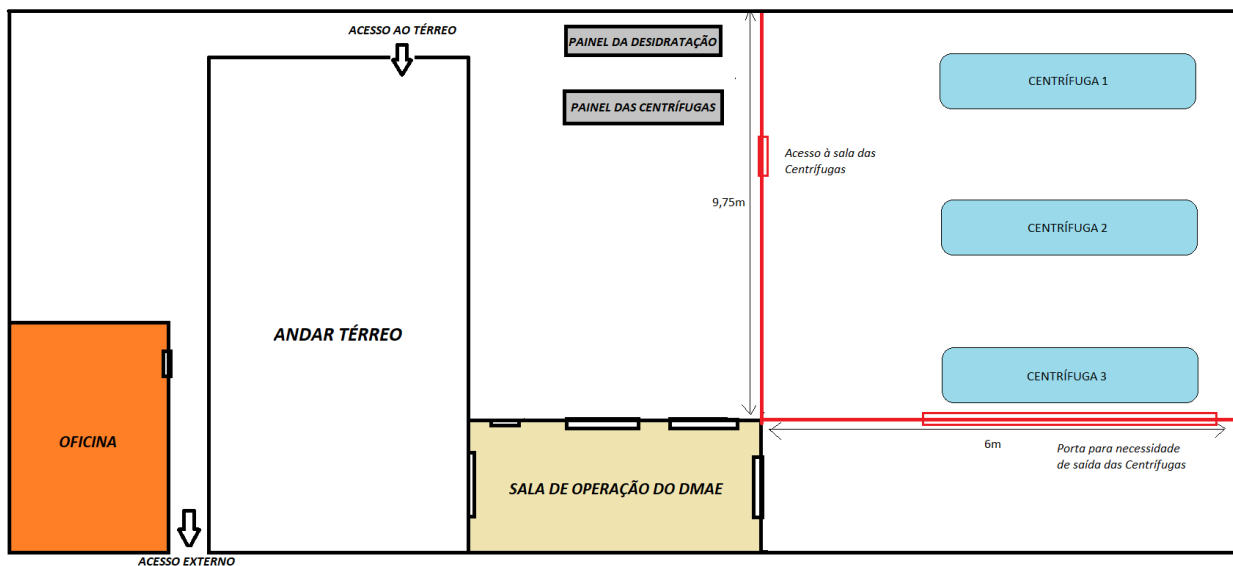 ACESSO AO TÉRREO
PAINEL DA DESIDRATAÇÃO
PAINEL DAS CENTRÍFUGAS
CENTRÍFUGA 1
Acesso à sala das
Centrífugas
9,75m
CENTRÍFUGA 2
ANDAR TÉRREO
CENTRÍFUGA 3
OFICINA
6m
Porta para necessidade
de saída das Centrífugas
SALA DE OPERAÇÃO DO DMAE
ACESSO EXTERNO